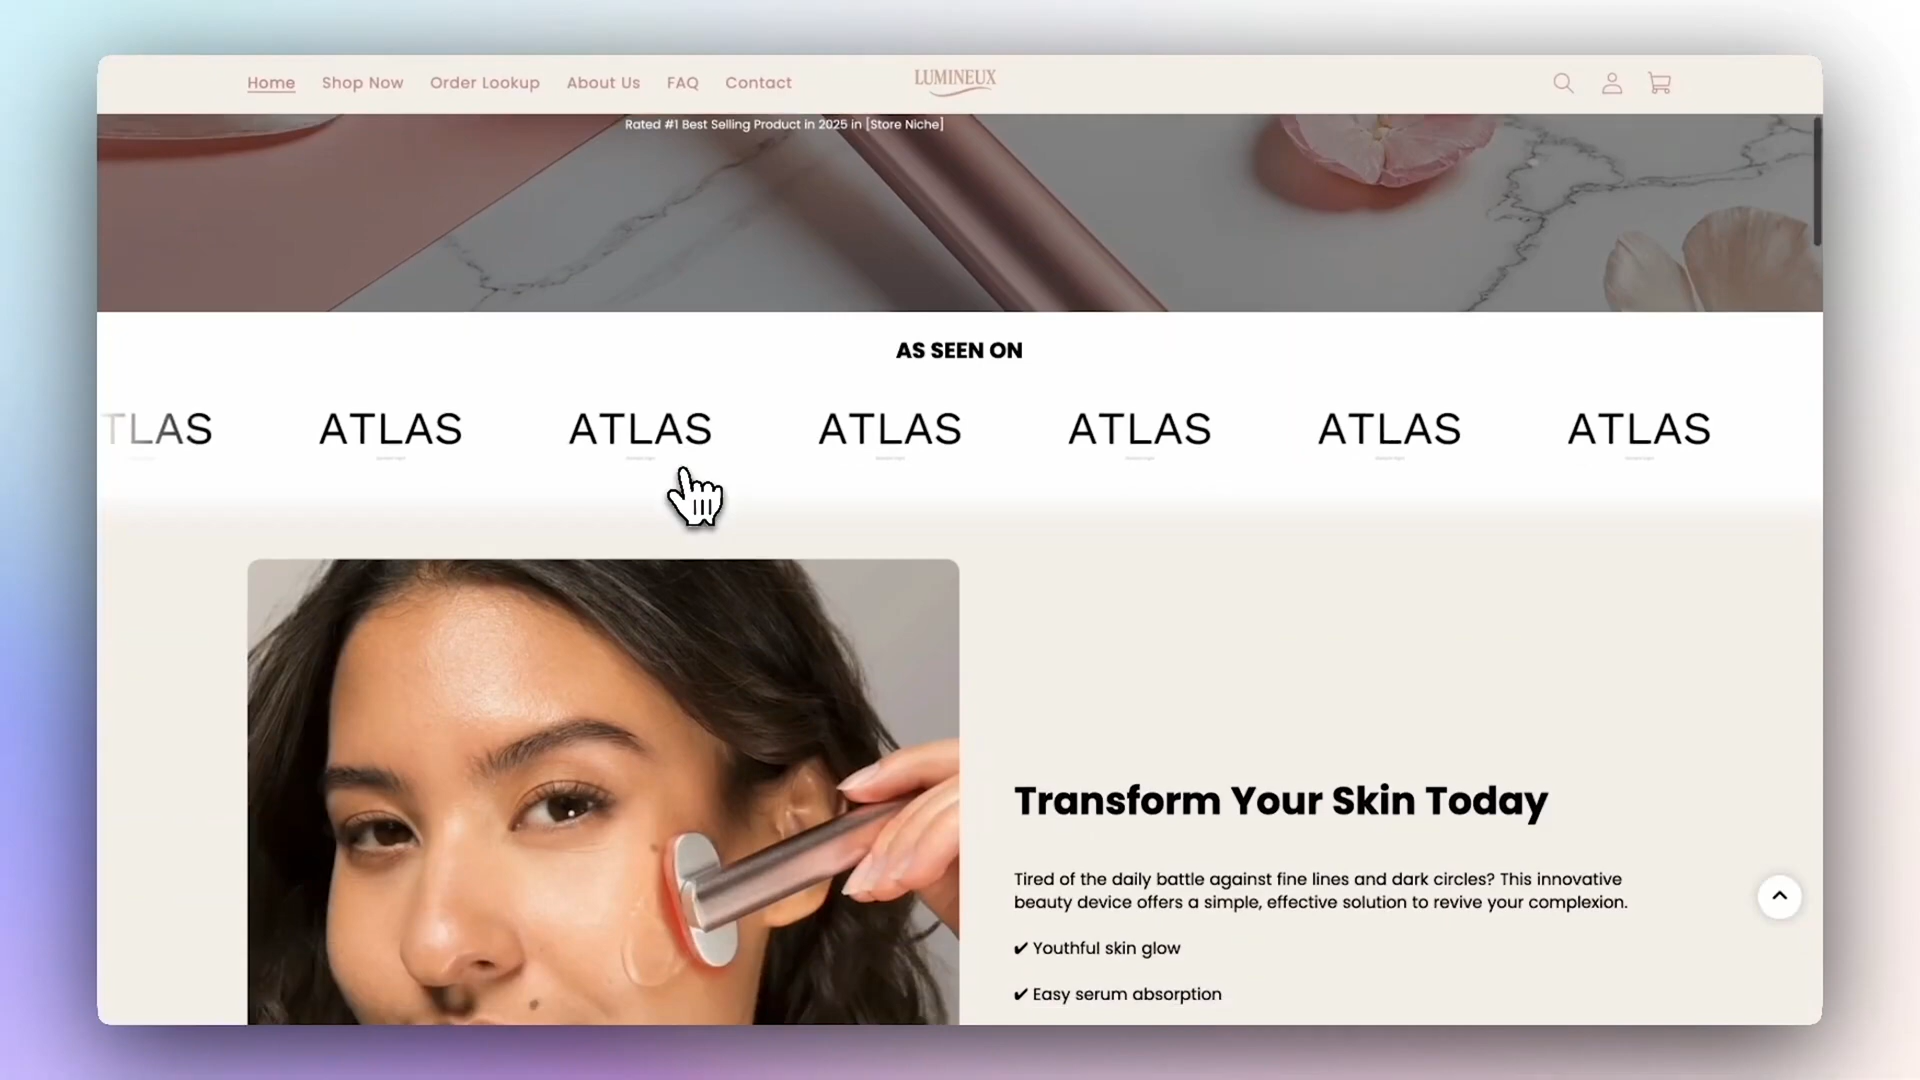 Home Shop Now Order Lookup About Us FAQ Contact
LUMINEUX
Rated #1 Best Selling Product in 2025 in [Store Niche]
AS SEEN ON
TLAS ATLAS ATLAS ATLAS ATLAS ATLAS ATLAS
Transform Your Skin Today
Tired of the daily battle against fine lines and dark circles? This innovative
beauty device offers a simple, effective solution to revive your complexion.
✔ Youthful skin glow
✔ Easy serum absorption